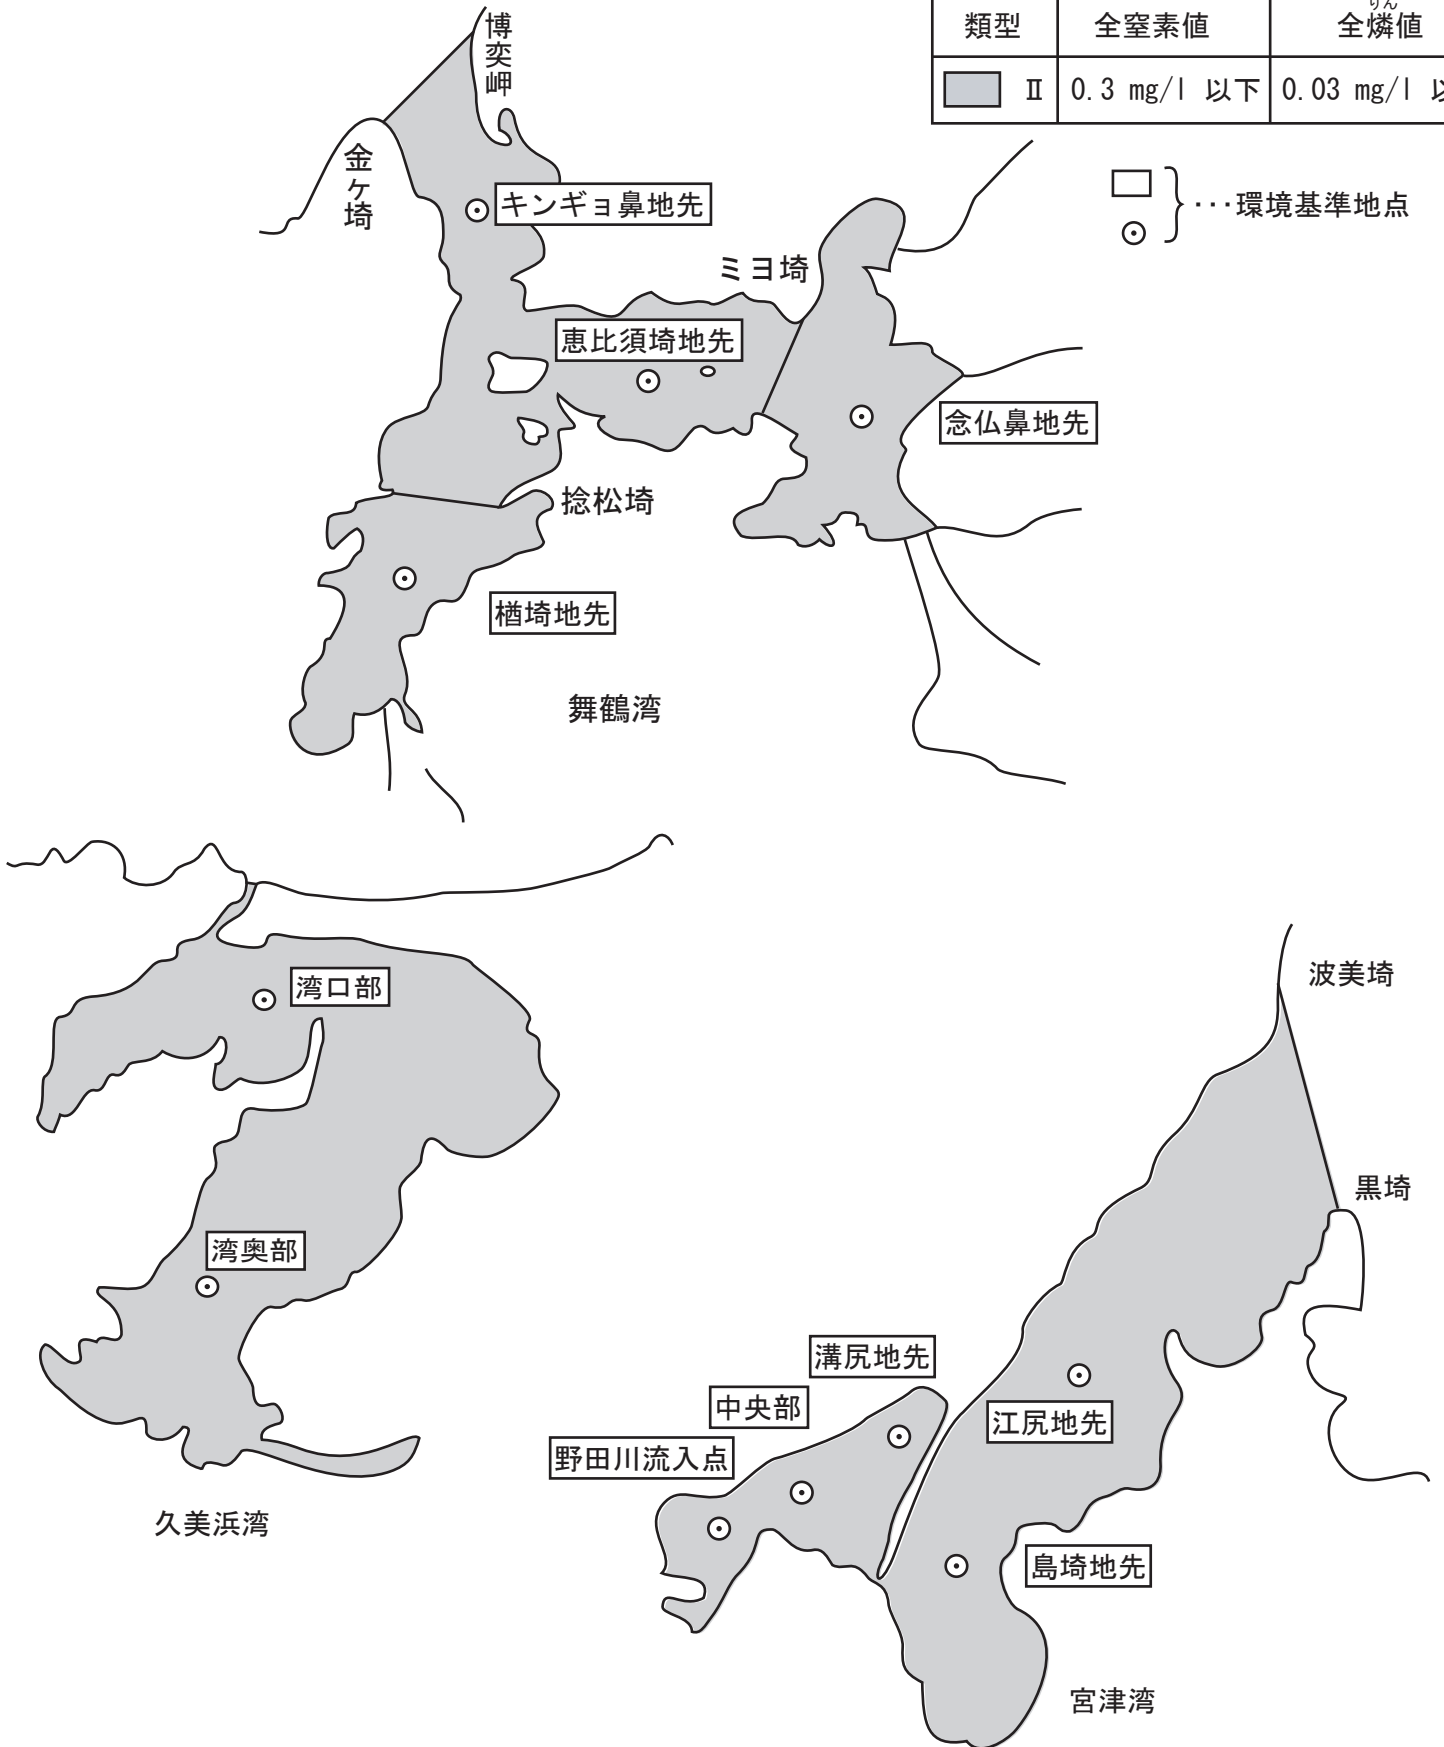 類型
全窒素値
全燐値
りん
Ⅱ
0.3 mg/l 以下
0.03 mg/l 以
…環境基準地点
博奕岬
金ヶ埼
キンギョ鼻地先
ミヨ埼
恵比須埼地先
念仏鼻地先
捻松埼
楢埼地先
舞鶴湾
湾口部
湾奥部
久美浜湾
波美埼
黒埼
溝尻地先
中央部
江尻地先
野田川流入点
島埼地先
宮津湾